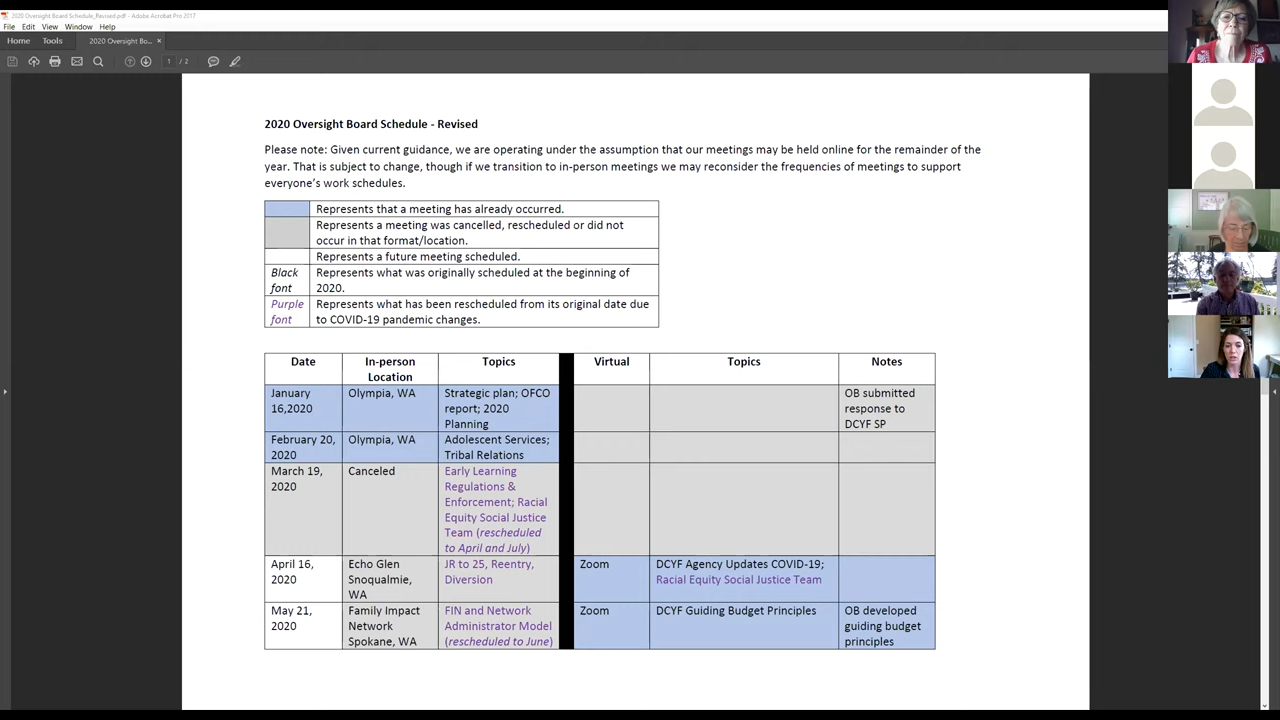 2020 Oversight Board Schedule_Revised.pdf - Adobe Acrobat Pro 2017
File Edit View Window Help
Home Tools 2020 Oversight Bo... ×
1 / 2
2020 Oversight Board Schedule - Revised
Please note: Given current guidance, we are operating under the assumption that our meetings may be held online for the remainder of the
year. That is subject to change, though if we transition to in-person meetings we may reconsider the frequencies of meetings to support
everyone's work schedules.
Represents that a meeting has already occurred.
Represents a meeting was cancelled, rescheduled or did not
occur in that format/location.
Represents a future meeting scheduled.
Black
font
Represents what was originally scheduled at the beginning of
2020.
Purple
font
Represents what has been rescheduled from its original date due
to COVID-19 pandemic changes.
Date
In-person
Location
Topics
Virtual
Topics
Notes
January
16,2020
Olympia, WA
Strategic plan; OFCO
report; 2020
Planning
OB submitted
response to
DCYF SP
February 20,
2020
Olympia, WA
Adolescent Services;
Tribal Relations
March 19,
2020
Canceled
Early Learning
Regulations &
Enforcement; Racial
Equity Social Justice
Team (rescheduled
to April and July)
April 16,
2020
Echo Glen
Snoqualmie,
WA
JR to 25, Reentry,
Diversion
Zoom
DCYF Agency Updates COVID-19;
Racial Equity Social Justice Team
May 21,
2020
Family Impact
Network
Spokane, WA
FIN and Network
Administrator Model
(rescheduled to June)
Zoom
DCYF Guiding Budget Principles
OB developed
guiding budget
principles